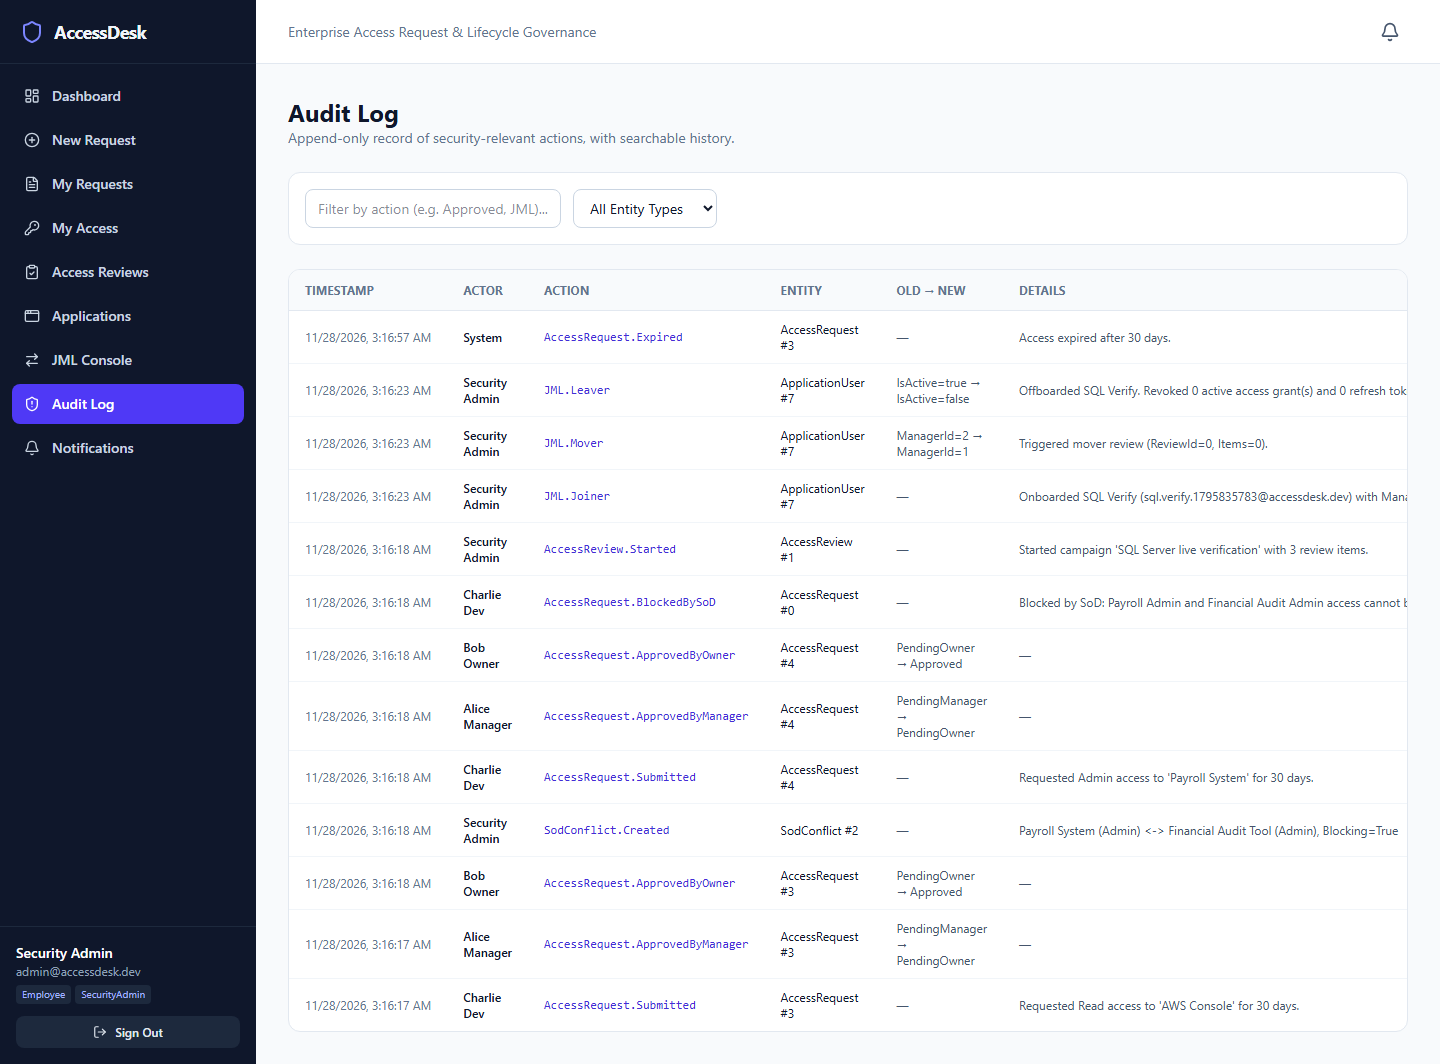 AccessDesk
Enterprise Access Request & Lifecycle Governance
Dashboard
New Request
My Requests
My Access
Access Reviews
Applications
JML Console
Audit Log
Notifications
Security Admin
admin@accessdesk.dev
Employee SecurityAdmin
Sign Out
Audit Log
Append-only record of security-relevant actions, with searchable history.
Filter by action (e.g. Approved, JML)... All Entity Types
TIMESTAMP ACTOR ACTION ENTITY OLD → NEW DETAILS
11/28/2026, 3:16:57 AM System AccessRequest.Expired AccessRequest #3 — Access expired after 30 days.
11/28/2026, 3:16:23 AM Security Admin JML.Leaver ApplicationUser #7 IsActive=true → IsActive=false Offboarded SQL Verify. Revoked 0 active access grant(s) and 0 refresh tok
11/28/2026, 3:16:23 AM Security Admin JML.Mover ApplicationUser #7 ManagerId=2 → ManagerId=1 Triggered mover review (ReviewId=0, Items=0).
11/28/2026, 3:16:23 AM Security Admin JML.Joiner ApplicationUser #7 — Onboarded SQL Verify (sql.verify.1795835783@accessdesk.dev) with Mana
11/28/2026, 3:16:18 AM Security Admin AccessReview.Started AccessReview #1 — Started campaign 'SQL Server live verification' with 3 review items.
11/28/2026, 3:16:18 AM Charlie Dev AccessRequest.BlockedBySoD AccessRequest #0 — Blocked by SoD: Payroll Admin and Financial Audit Admin access cannot b
11/28/2026, 3:16:18 AM Bob Owner AccessRequest.ApprovedByOwner AccessRequest #4 PendingOwner → Approved —
11/28/2026, 3:16:18 AM Alice Manager AccessRequest.ApprovedByManager AccessRequest #4 PendingManager → PendingOwner —
11/28/2026, 3:16:18 AM Charlie Dev AccessRequest.Submitted AccessRequest #4 — Requested Admin access to 'Payroll System' for 30 days.
11/28/2026, 3:16:18 AM Security Admin SodConflict.Created SodConflict #2 — Payroll System (Admin) <-> Financial Audit Tool (Admin), Blocking=True
11/28/2026, 3:16:18 AM Bob Owner AccessRequest.ApprovedByOwner AccessRequest #3 PendingOwner → Approved —
11/28/2026, 3:16:17 AM Alice Manager AccessRequest.ApprovedByManager AccessRequest #3 PendingManager → PendingOwner —
11/28/2026, 3:16:17 AM Charlie Dev AccessRequest.Submitted AccessRequest #3 — Requested Read access to 'AWS Console' for 30 days.